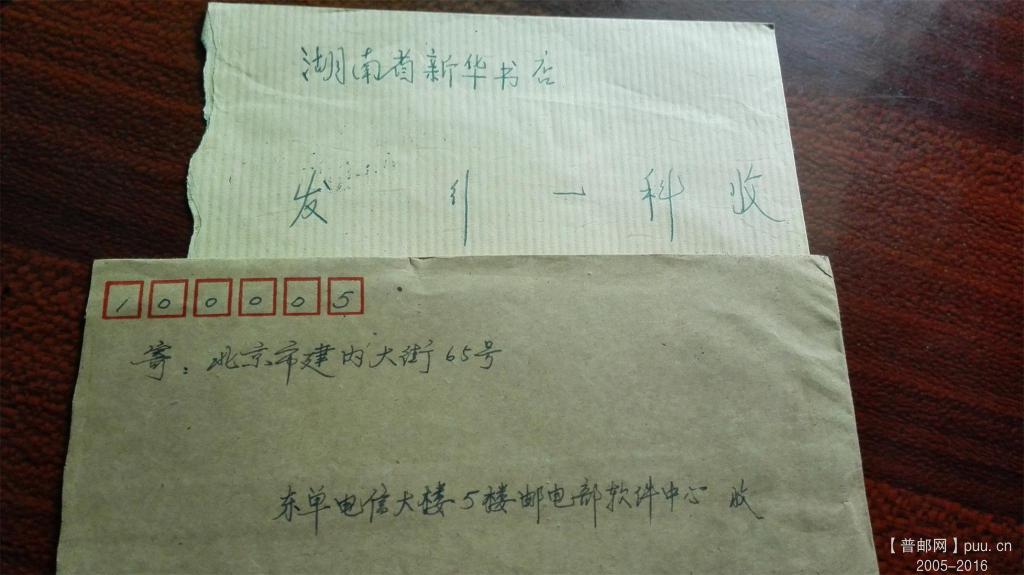 湖南省新华书店
发引一科 收
100005
寄：北京市建内大街65号
东单电信大楼5楼邮电部软件中心 收
【普邮网】puu.cn
2005-2016